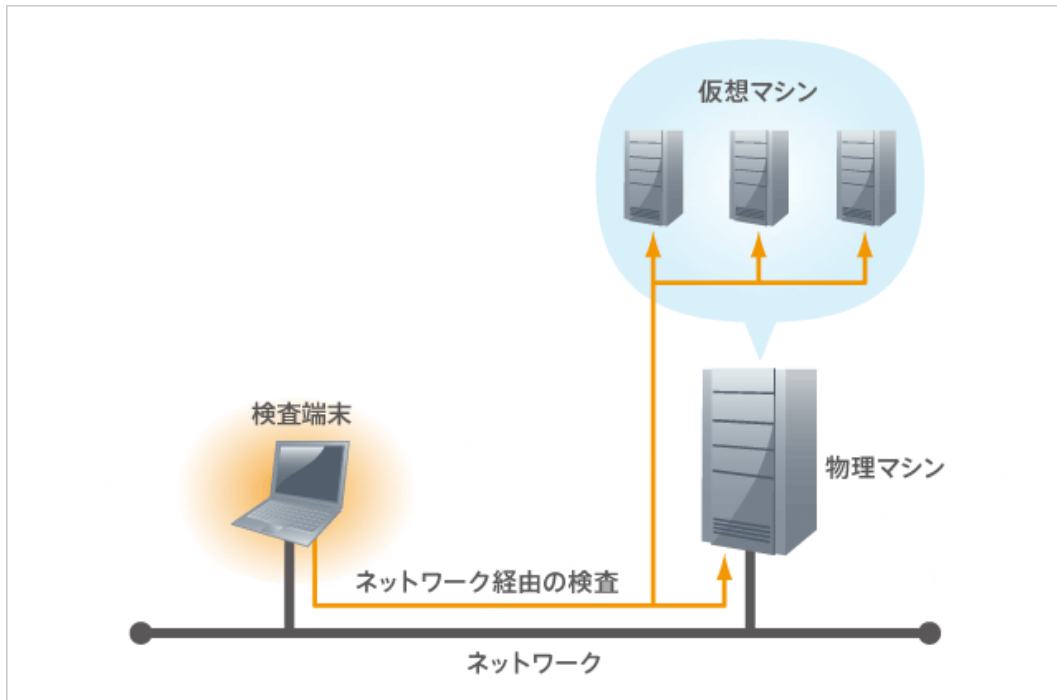 仮想マシン
検査端末
物理マシン
ネットワーク経由の検査
ネットワーク